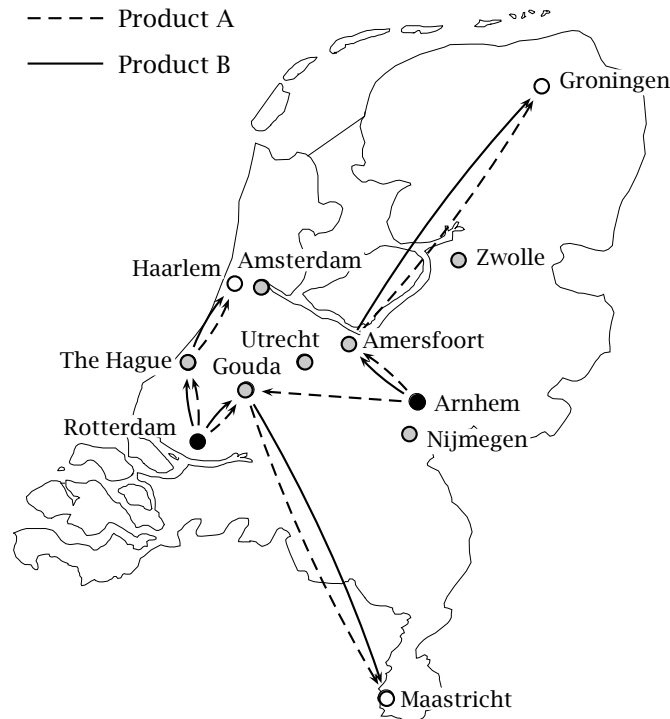 Product A
Product B
Groningen
Zwolle
Haarlem
Amsterdam
Utrecht
Amersfoort
The Hague
Gouda
Arnhem
Rotterdam
Nijmegen
Maastricht